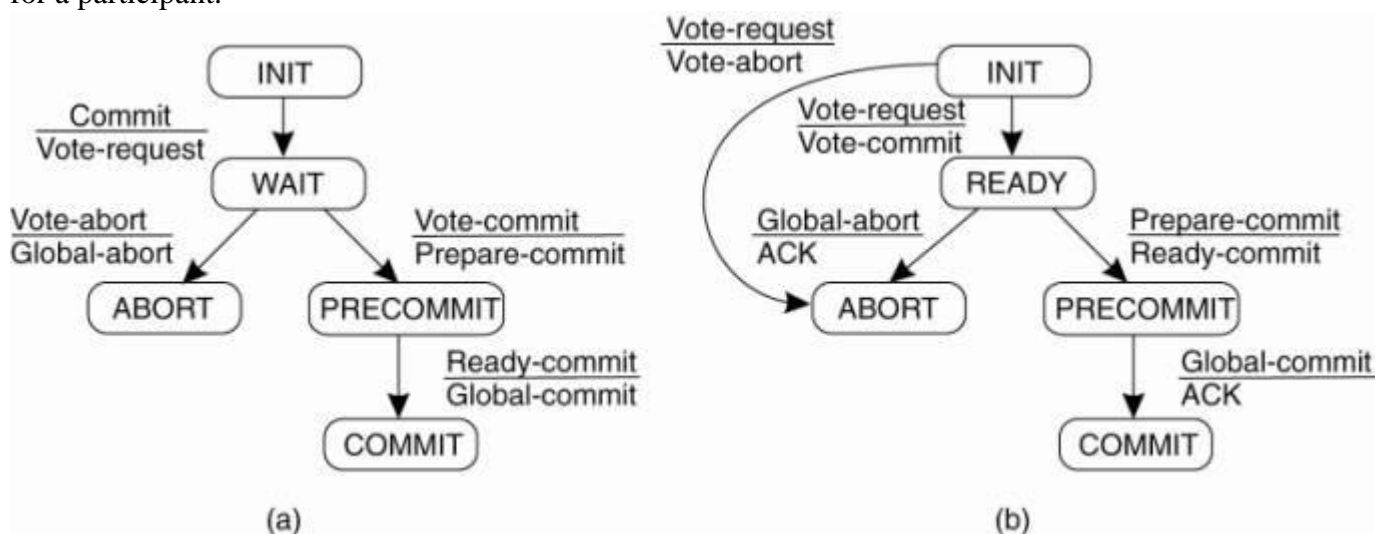 for a participant.
INIT
Commit
Vote-request
WAIT
Vote-abort
Global-abort
Vote-commit
Prepare-commit
ABORT
PRECOMMIT
Ready-commit
Global-commit
COMMIT
(a)
Vote-request
Vote-abort
INIT
Vote-request
Vote-commit
READY
Global-abort
ACK
Prepare-commit
Ready-commit
ABORT
PRECOMMIT
Global-commit
ACK
COMMIT
(b)